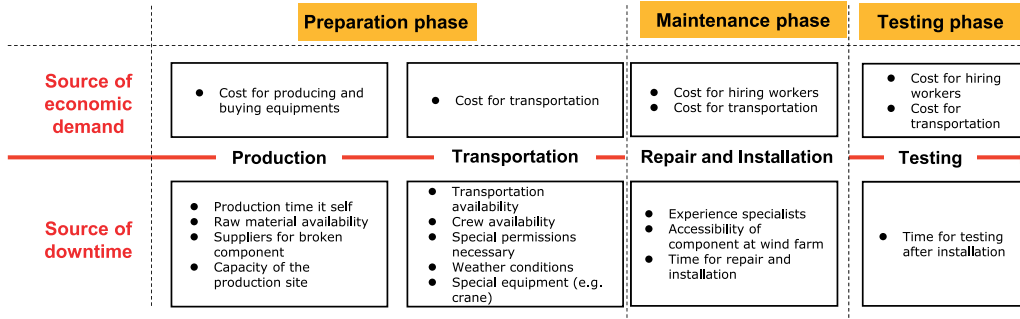 Preparation phase
Maintenance phase
Testing phase
Source of
economic
demand
● Cost for producing and
buying equipments
● Cost for transportation
● Cost for hiring workers
● Cost for transportation
● Cost for hiring
workers
● Cost for
transportation
Production
Transportation
Repair and Installation
Testing
Source of
downtime
● Production time it self
● Raw material availability
● Suppliers for broken
component
● Capacity of the
production site
● Transportation
availability
● Crew availability
● Special permissions
necessary
● Weather conditions
● Special equipment (e.g.
crane)
● Experience specialists
● Accessibility of
component at wind farm
● Time for repair and
installation
● Time for testing
after installation